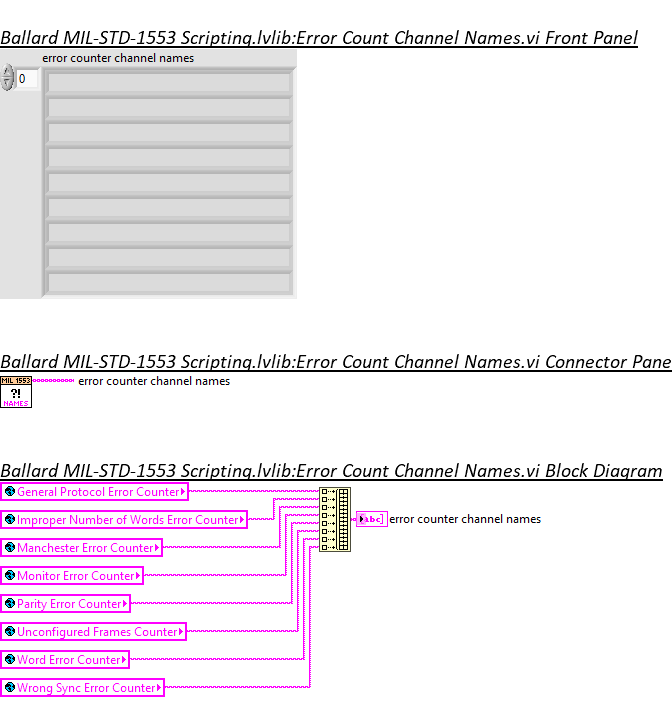 Ballard MIL-STD-1553 Scripting.lvlib:Error Count Channel Names.vi Front Panel
error counter channel names
0
Ballard MIL-STD-1553 Scripting.lvlib:Error Count Channel Names.vi Connector Pane
MIL 1553
?!
NAMES
error counter channel names
Ballard MIL-STD-1553 Scripting.lvlib:Error Count Channel Names.vi Block Diagram
General Protocol Error Counter
Improper Number of Words Error Counter
abc
error counter channel names
Manchester Error Counter
Monitor Error Counter
Parity Error Counter
Unconfigured Frames Counter
Word Error Counter
Wrong Sync Error Counter